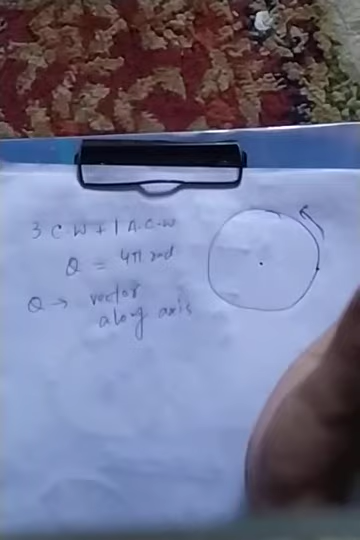 3 C.W + 1 A.C.W
Q = 4π rad
Q → vector
along axis